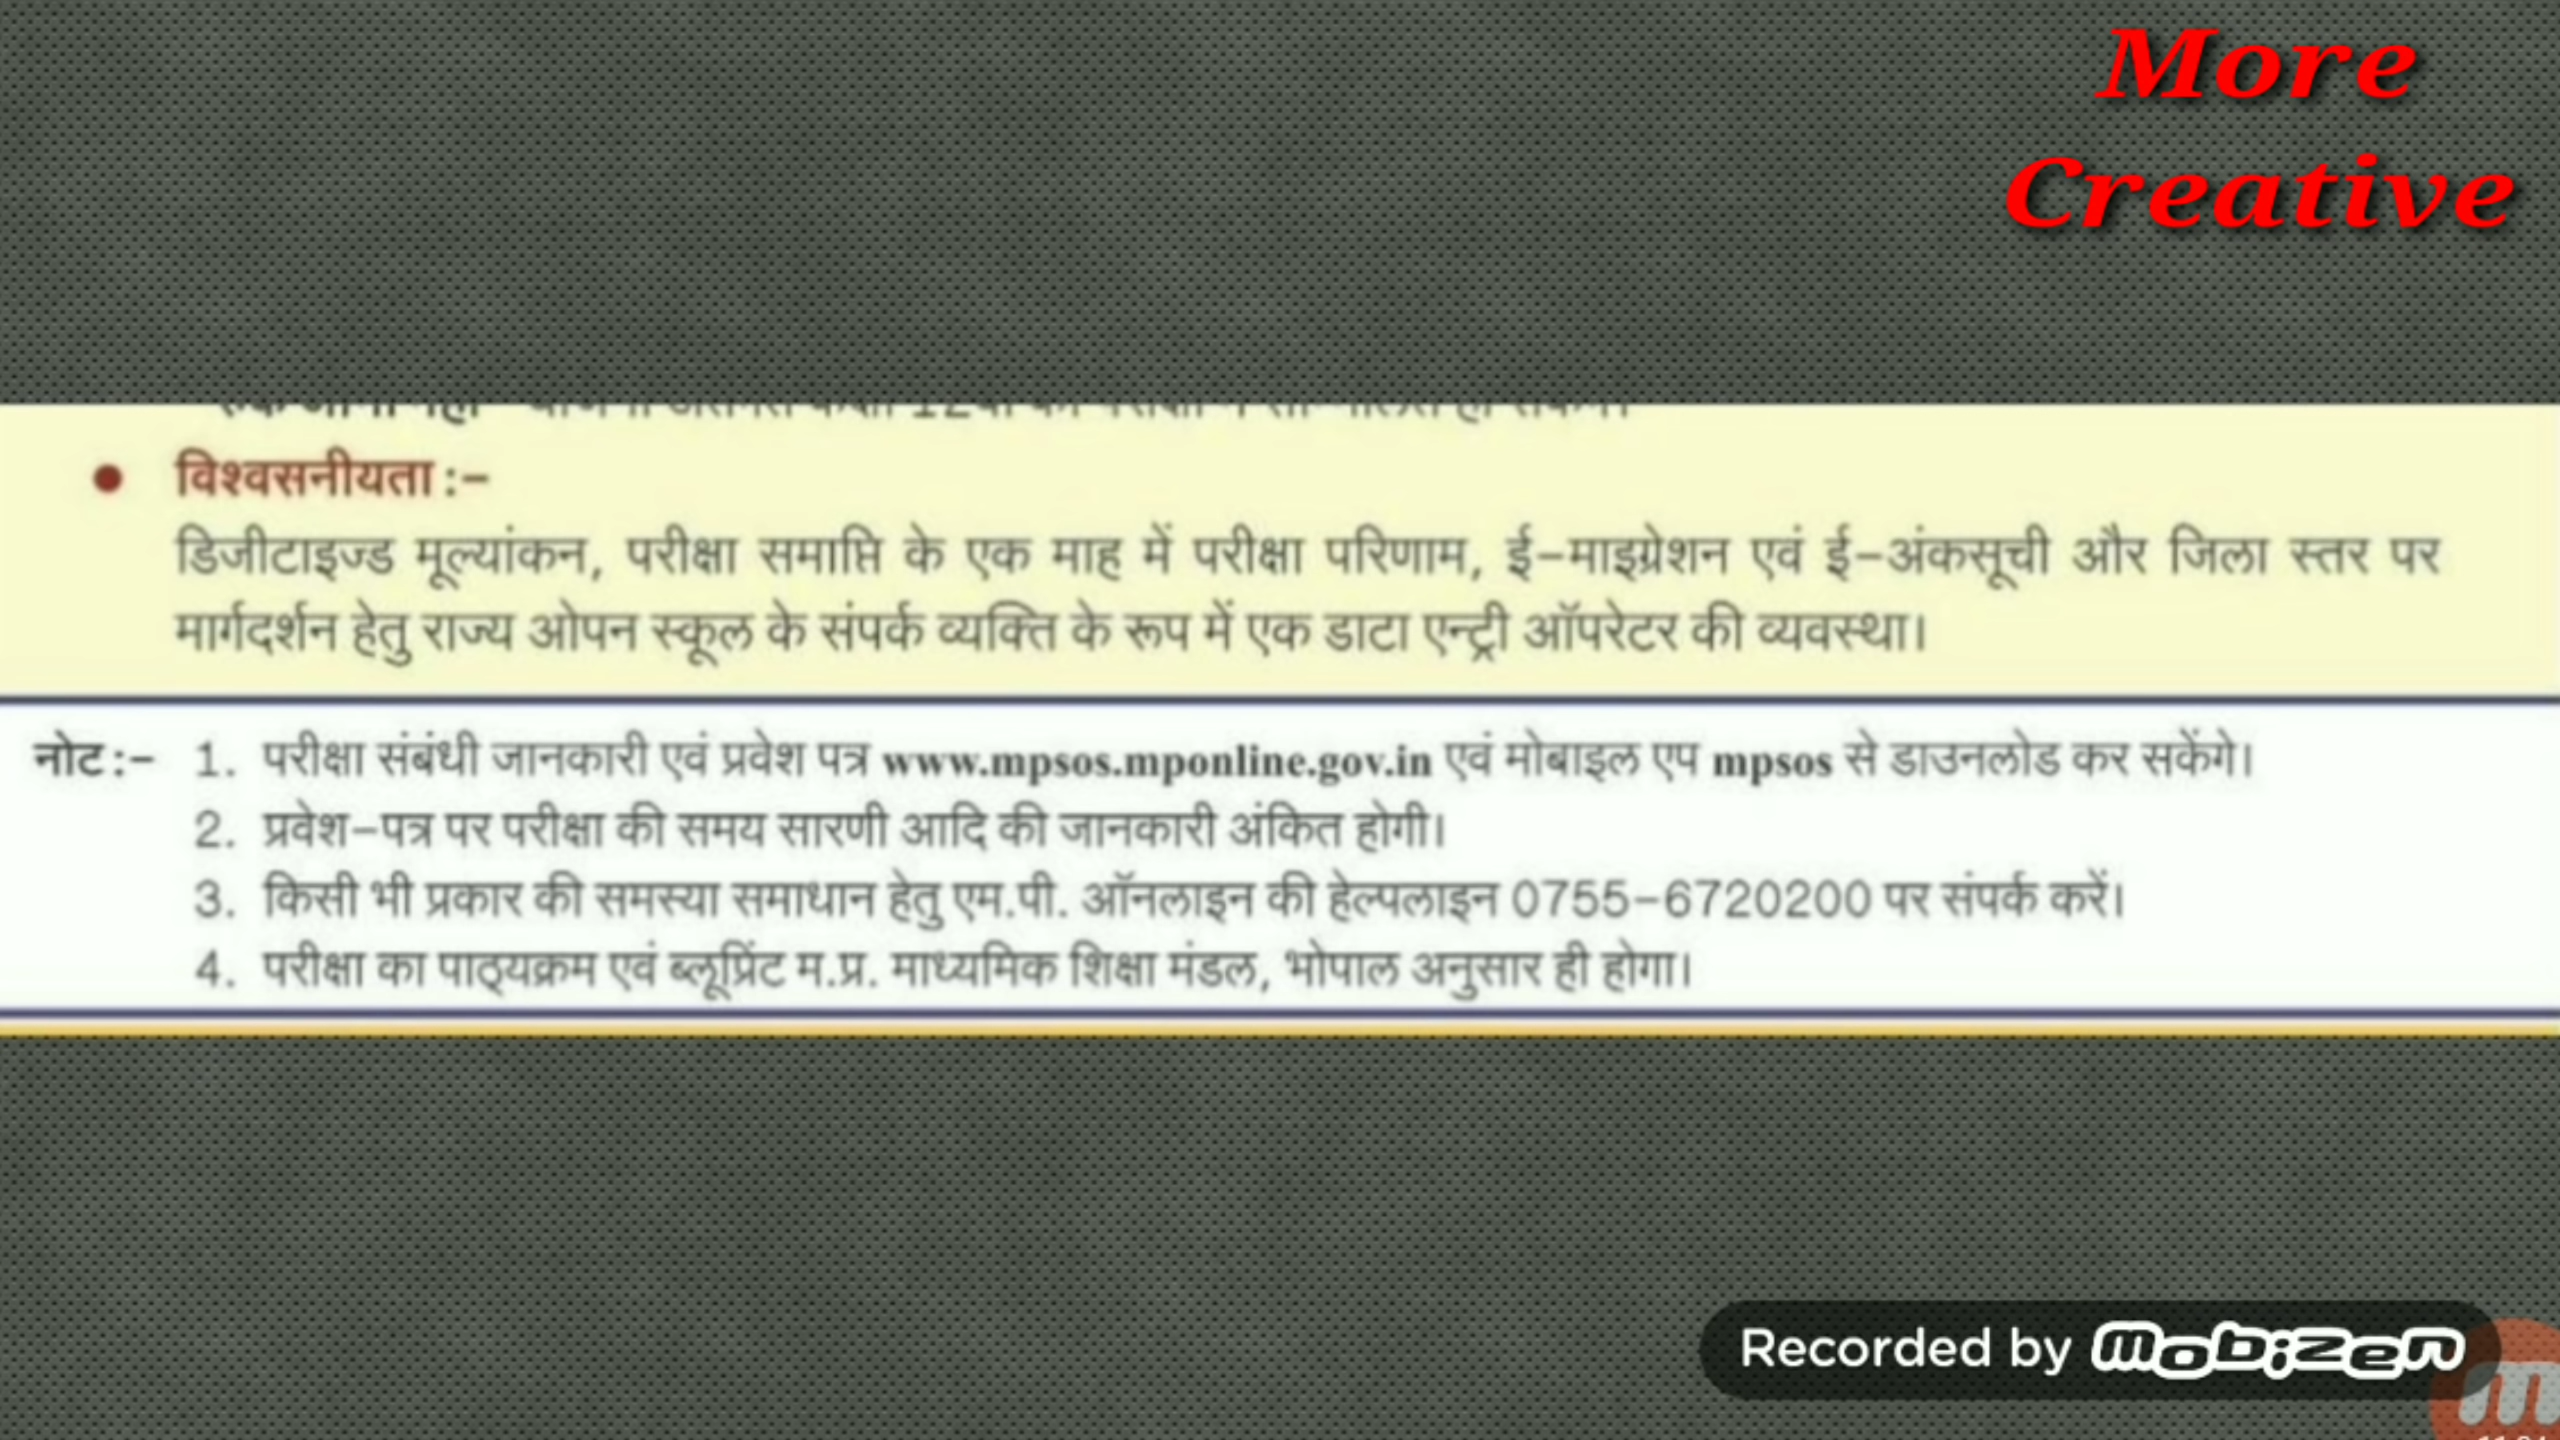 More
Creative
विश्वसनीयता :-
डिजीटाइज्ड मूल्यांकन, परीक्षा समाप्ति के एक माह में परीक्षा परिणाम, ई-माइग्रेशन एवं ई-अंकसूची और जिला स्तर पर
मार्गदर्शन हेतु राज्य ओपन स्कूल के संपर्क व्यक्ति के रूप में एक डाटा एन्ट्री ऑपरेटर की व्यवस्था।
नोट :- 1. परीक्षा संबंधी जानकारी एवं प्रवेश पत्र www.mpsos.mponline.gov.in एवं मोबाइल एप mpsos से डाउनलोड कर सकेंगे।
2. प्रवेश-पत्र पर परीक्षा की समय सारणी आदि की जानकारी अंकित होगी।
3. किसी भी प्रकार की समस्या समाधान हेतु एम.पी. ऑनलाइन की हेल्पलाइन 0755-6720200 पर संपर्क करें।
4. परीक्षा का पाठ्यक्रम एवं ब्लूप्रिंट म.प्र. माध्यमिक शिक्षा मंडल, भोपाल अनुसार ही होगा।
Recorded by mobizen